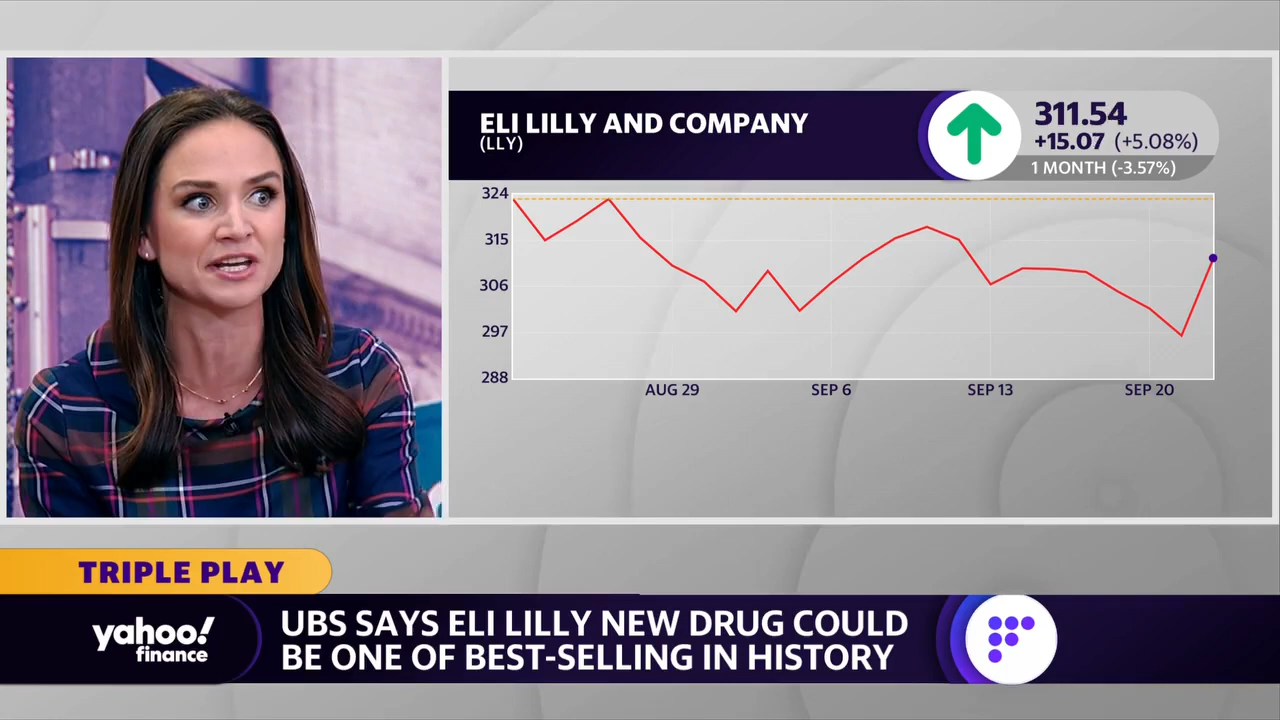 ELI LILLY AND COMPANY
(LLY)
311.54
+15.07 (+5.08%)
1 MONTH (-3.57%)
324
315
306
297
288
AUG 29
SEP 6
SEP 13
SEP 20
TRIPLE PLAY
yahoo!
finance
UBS SAYS ELI LILLY NEW DRUG COULD
BE ONE OF BEST-SELLING IN HISTORY